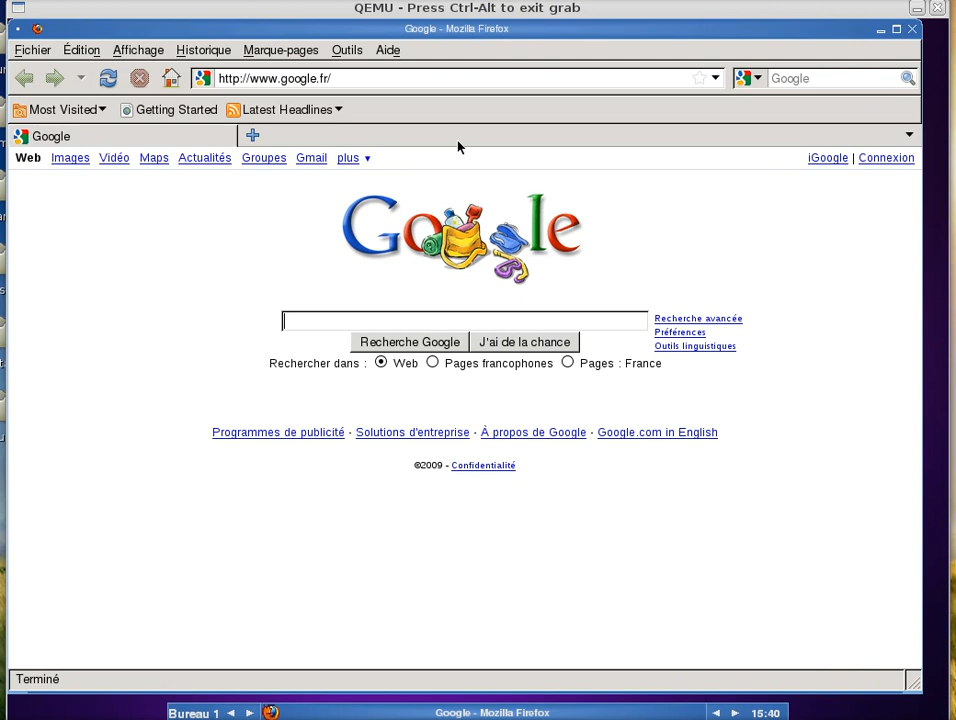 QEMU - Press Ctrl-Alt to exit grab
Google - Mozilla Firefox
Fichier Édition Affichage Historique Marque-pages Outils Aide
http://www.google.fr/ Google
Most Visited Getting Started Latest Headlines
Google
Web Images Vidéo Maps Actualités Groupes Gmail plus ▼ iGoogle | Connexion
Google
Recherche avancée
Préférences
Outils linguistiques
Recherche Google J'ai de la chance
Rechercher dans : Web Pages francophones Pages : France
Programmes de publicité - Solutions d'entreprise - À propos de Google - Google.com in English
©2009 - Confidentialité
Terminé
Bureau 1 Google - Mozilla Firefox 15:40